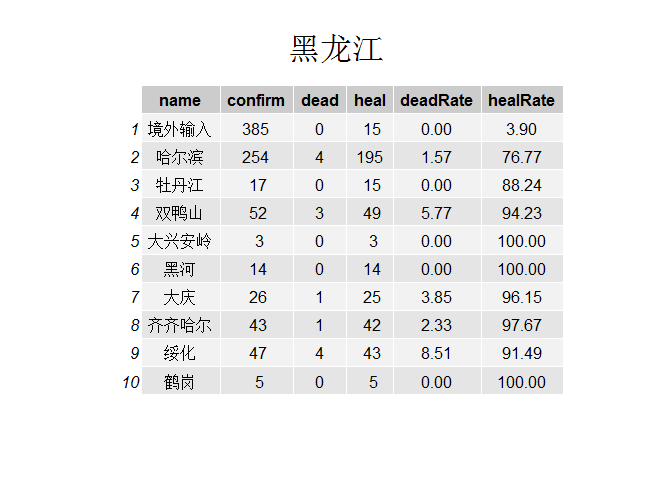 黑龙江
name confirm dead heal deadRate healRate
1 境外输入 385 0 15 0.00 3.90
2 哈尔滨 254 4 195 1.57 76.77
3 牡丹江 17 0 15 0.00 88.24
4 双鸭山 52 3 49 5.77 94.23
5 大兴安岭 3 0 3 0.00 100.00
6 黑河 14 0 14 0.00 100.00
7 大庆 26 1 25 3.85 96.15
8 齐齐哈尔 43 1 42 2.33 97.67
9 绥化 47 4 43 8.51 91.49
10 鹤岗 5 0 5 0.00 100.00